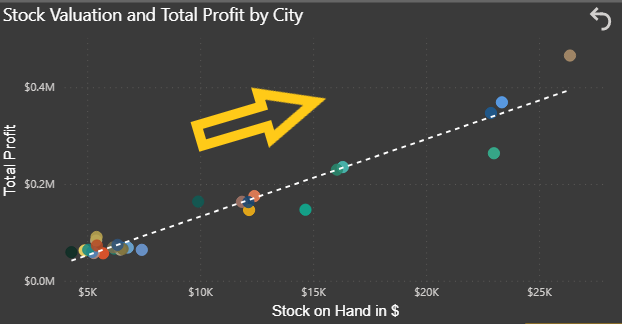 Stock Valuation and Total Profit by City
Total Profit
$0.4M
$0.2M
$0.0M
$5K $10K $15K $20K $25K
Stock on Hand in $